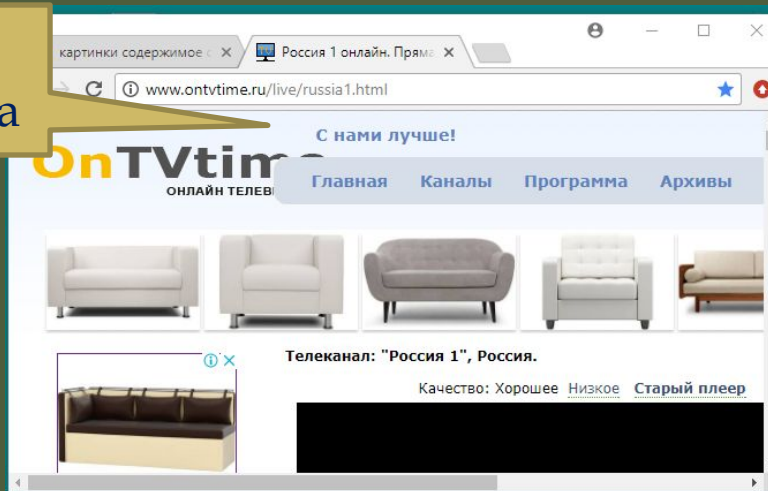 картинки содержимое с
Россия 1 онлайн. Пряма
www.ontvtime.ru/live/russia1.html
а
С нами лучше!
OnTVtime
ОНЛАЙН ТЕЛЕВ
Главная Каналы Программа Архивы
Телеканал: "Россия 1", Россия.
Качество: Хорошее Низкое Старый плеер